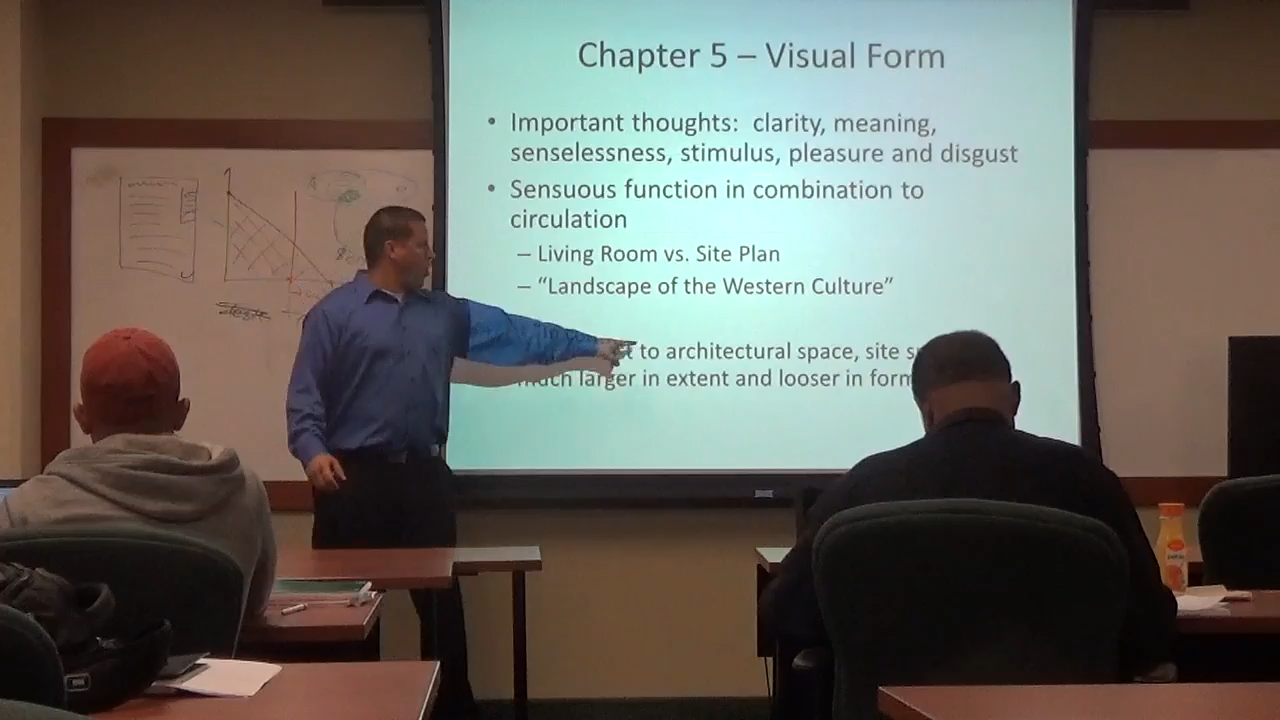 Chapter 5 – Visual Form
• Important thoughts: clarity, meaning,
senselessness, stimulus, pleasure and disgust
• Sensuous function in combination to
circulation
– Living Room vs. Site Plan
– “Landscape of the Western Culture”
to architectural space, site
much larger in extent and looser in form